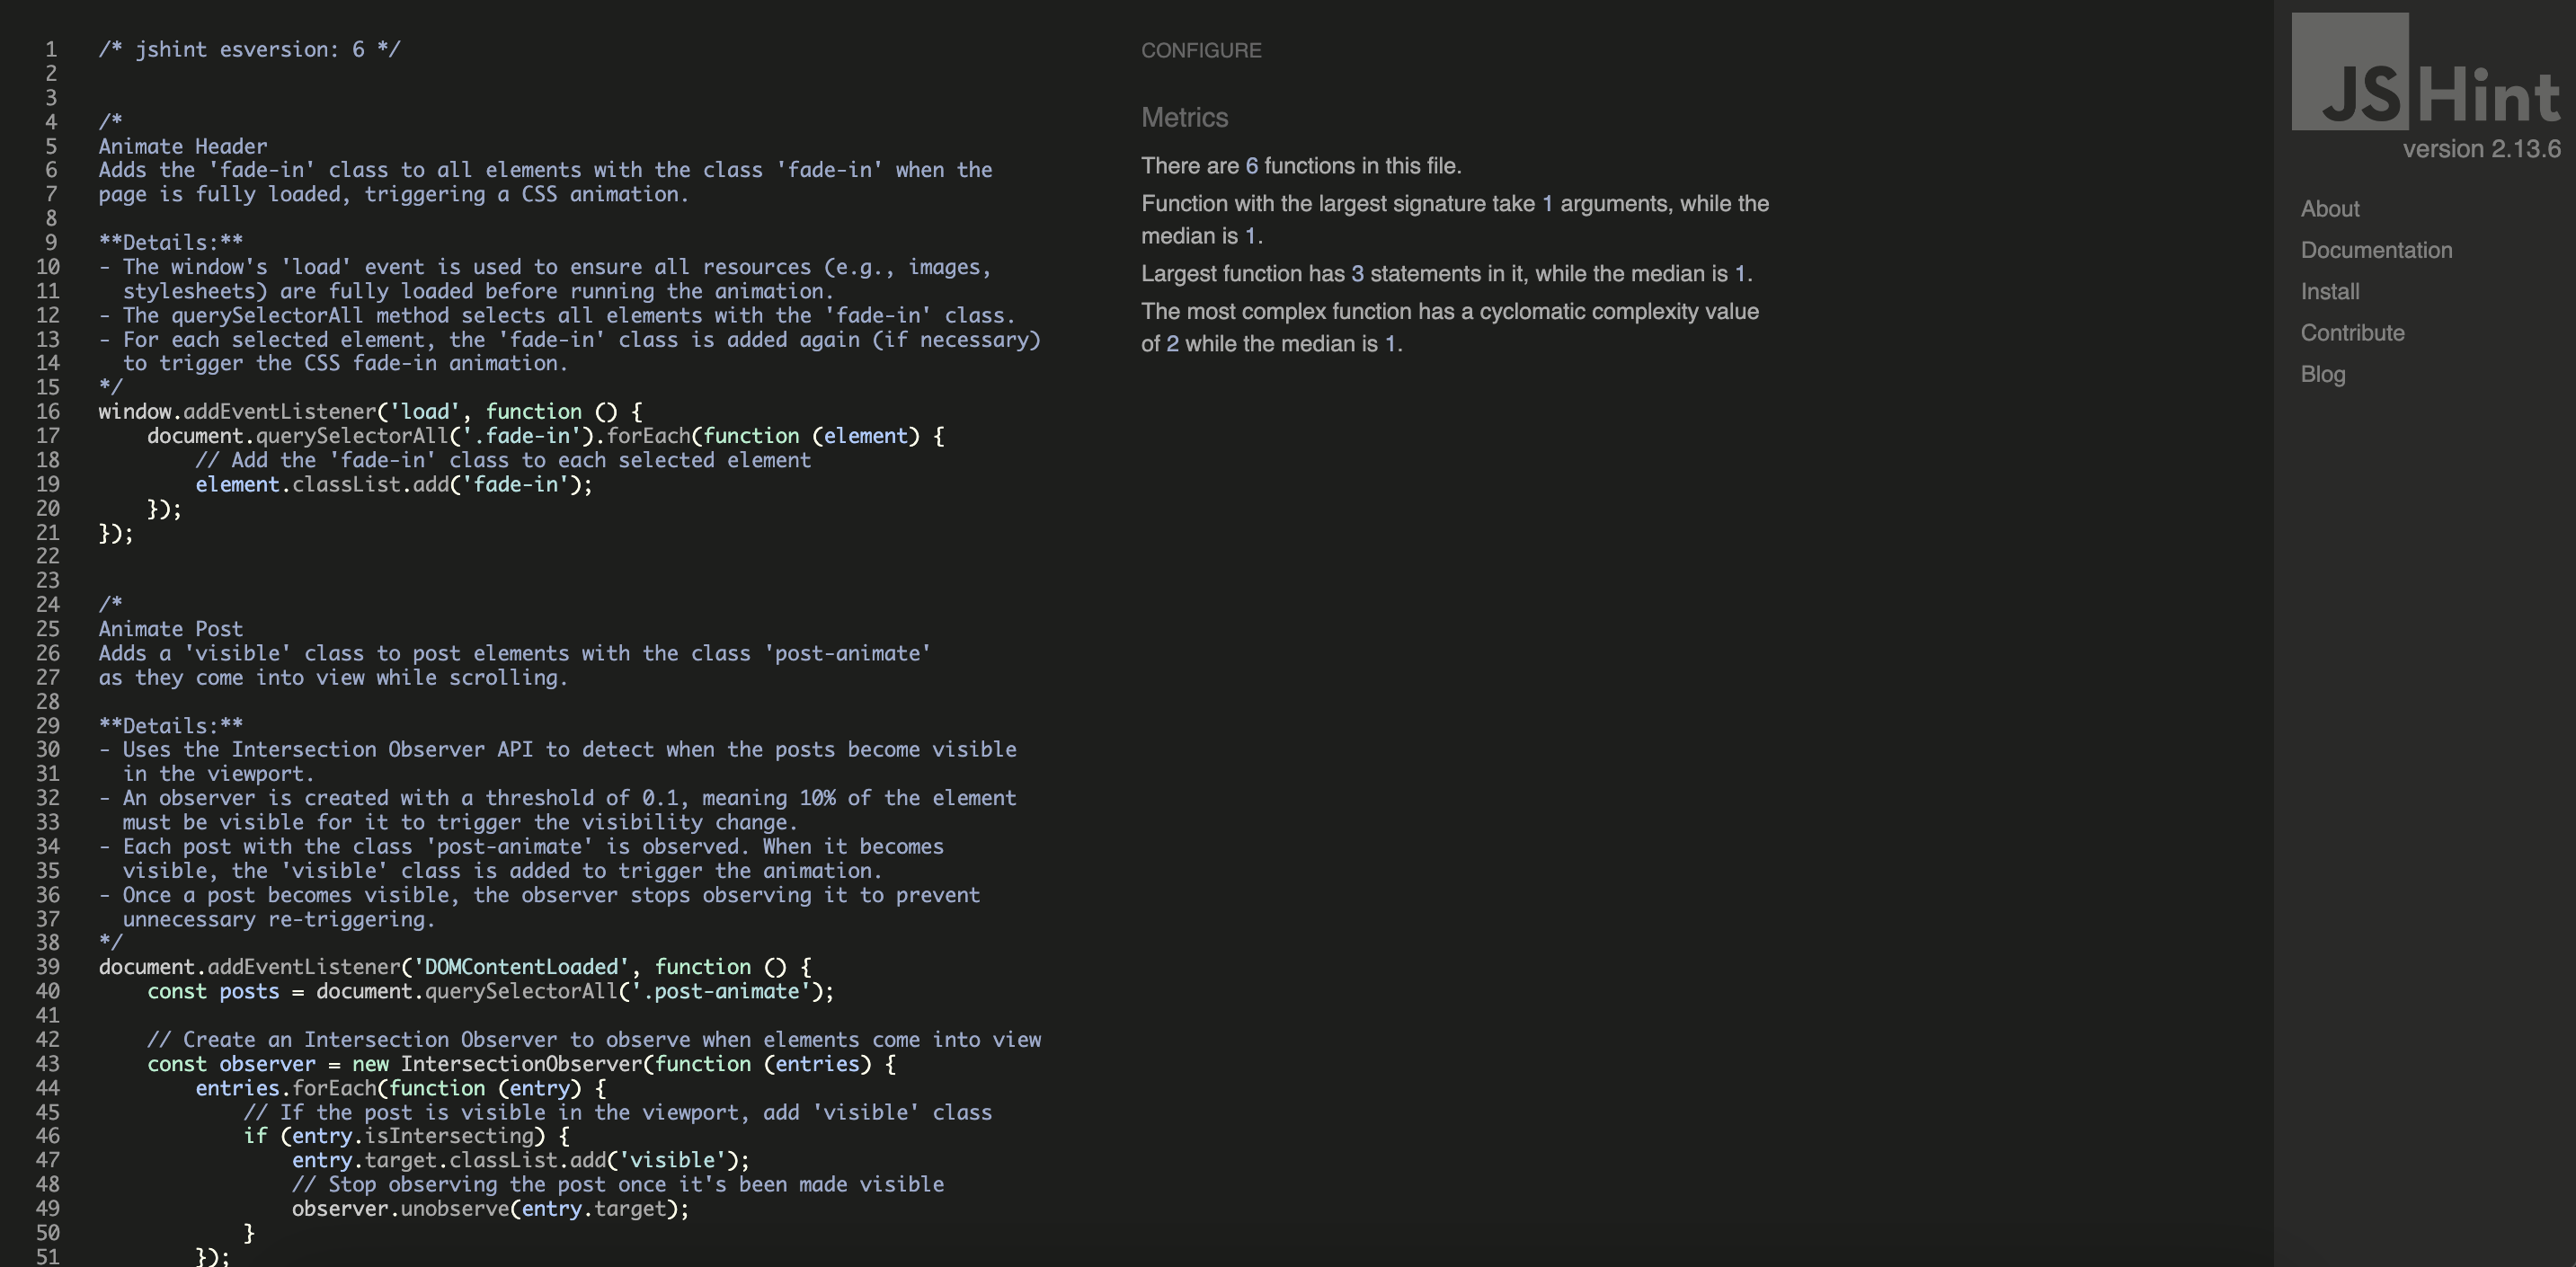 1 /* jshint esversion: 6 */
2
3
4 /*
5 Animate Header
6 Adds the 'fade-in' class to all elements with the class 'fade-in' when the
7 page is fully loaded, triggering a CSS animation.
8
9 **Details:**
10 - The window's 'load' event is used to ensure all resources (e.g., images,
11   stylesheets) are fully loaded before running the animation.
12 - The querySelectorAll method selects all elements with the 'fade-in' class.
13 - For each selected element, the 'fade-in' class is added again (if necessary)
14   to trigger the CSS fade-in animation.
15 */
16 window.addEventListener('load', function () {
17     document.querySelectorAll('.fade-in').forEach(function (element) {
18         // Add the 'fade-in' class to each selected element
19         element.classList.add('fade-in');
20     });
21 });
22
23
24 /*
25 Animate Post
26 Adds a 'visible' class to post elements with the class 'post-animate'
27 as they come into view while scrolling.
28
29 **Details:**
30 - Uses the Intersection Observer API to detect when the posts become visible
31   in the viewport.
32 - An observer is created with a threshold of 0.1, meaning 10% of the element
33   must be visible for it to trigger the visibility change.
34 - Each post with the class 'post-animate' is observed. When it becomes
35   visible, the 'visible' class is added to trigger the animation.
36 - Once a post becomes visible, the observer stops observing it to prevent
37   unnecessary re-triggering.
38 */
39 document.addEventListener('DOMContentLoaded', function () {
40     const posts = document.querySelectorAll('.post-animate');
41
42     // Create an Intersection Observer to observe when elements come into view
43     const observer = new IntersectionObserver(function (entries) {
44         entries.forEach(function (entry) {
45             // If the post is visible in the viewport, add 'visible' class
46             if (entry.isIntersecting) {
47                 entry.target.classList.add('visible');
48                 // Stop observing the post once it's been made visible
49                 observer.unobserve(entry.target);
50             }
51         });
CONFIGURE
Metrics
There are 6 functions in this file.
Function with the largest signature take 1 arguments, while the
median is 1.
Largest function has 3 statements in it, while the median is 1.
The most complex function has a cyclomatic complexity value
of 2 while the median is 1.
JSHint
version 2.13.6
About
Documentation
Install
Contribute
Blog